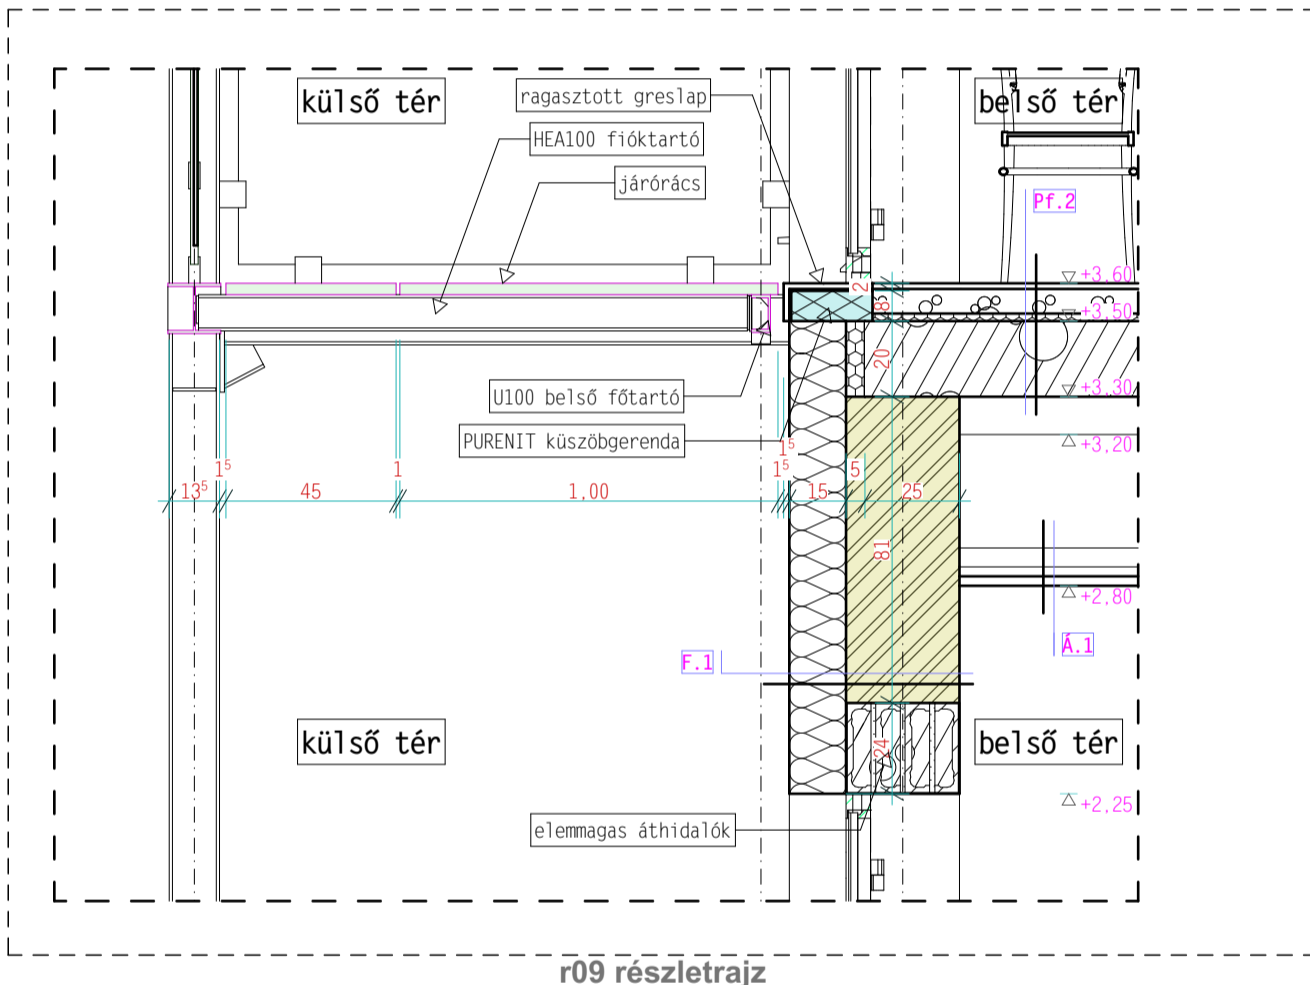 külső tér
ragasztott greslap
belső tér
HEA100 fióktartó
járórács
Pf.2
+3,60
2
8
+3,50
20
+3,30
U100 belső főtartó
PURENIT küszöbgerenda
+3,20
1⁵
1
1⁵
1⁵
5
13⁵
45
1,00
15
25
81
+2,80
F.1
Á.1
külső tér
24
belső tér
+2,25
elemmagas áthidalók
r09 részletrajz